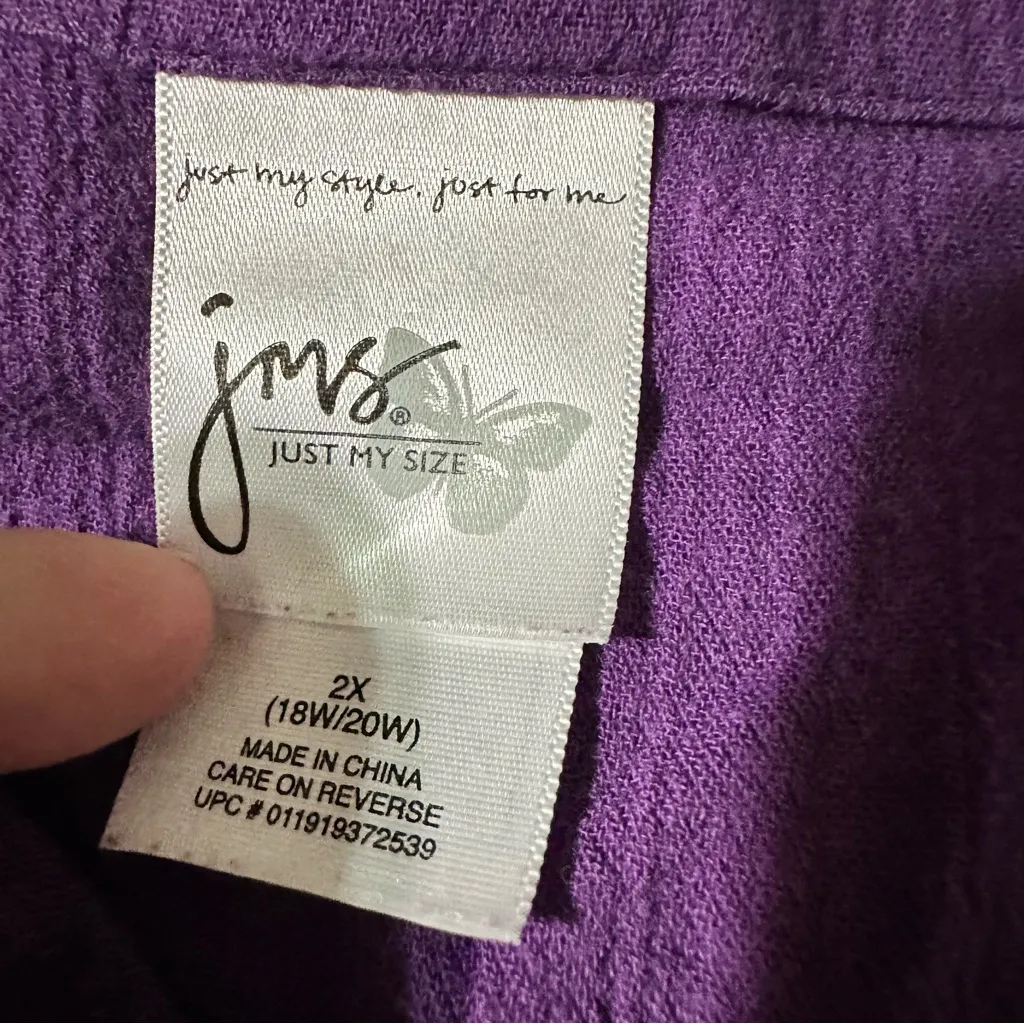 just my style. just for me
jms®
JUST MY SIZE
2X
(18W/20W)
MADE IN CHINA
CARE ON REVERSE
UPC # 011919372539